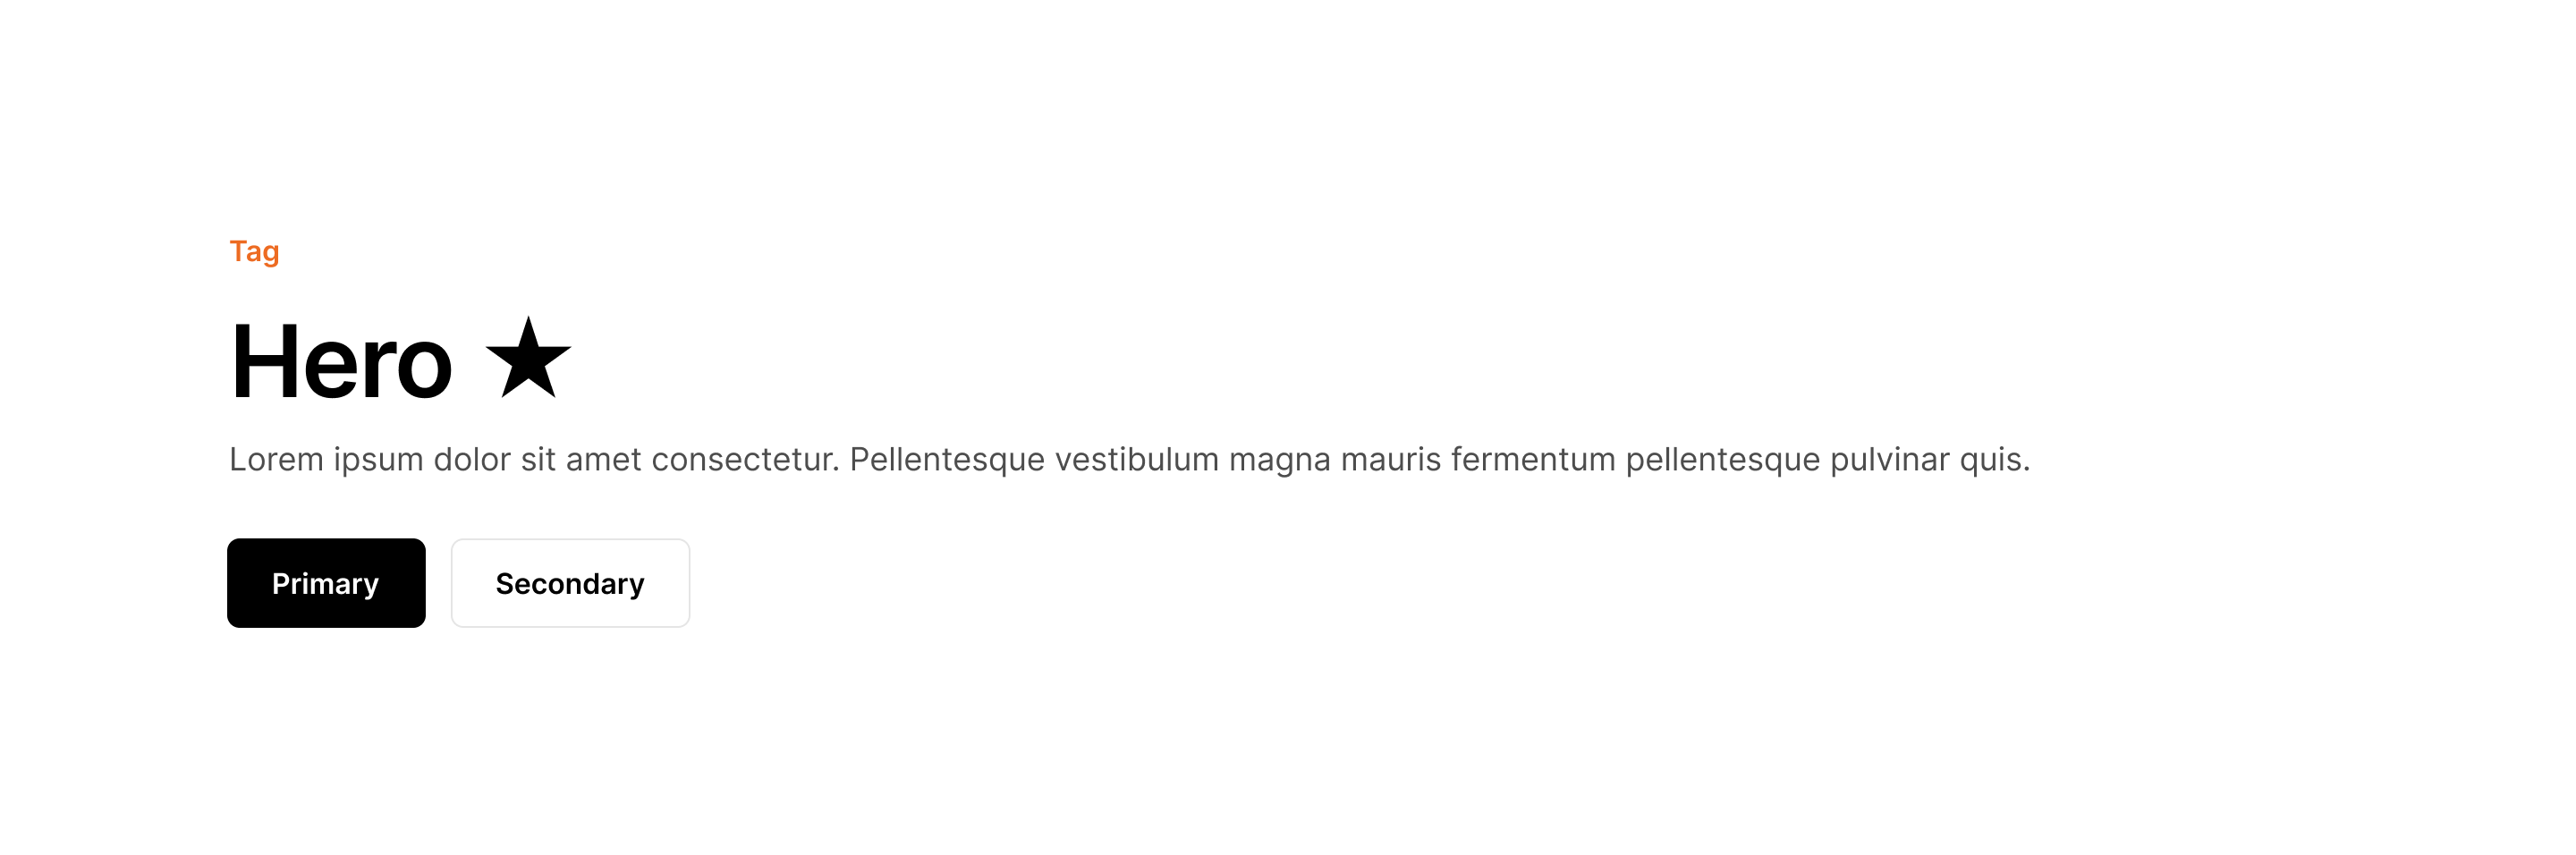 Tag
Hero ★
Lorem ipsum dolor sit amet consectetur. Pellentesque vestibulum magna mauris fermentum pellentesque pulvinar quis.
Primary Secondary